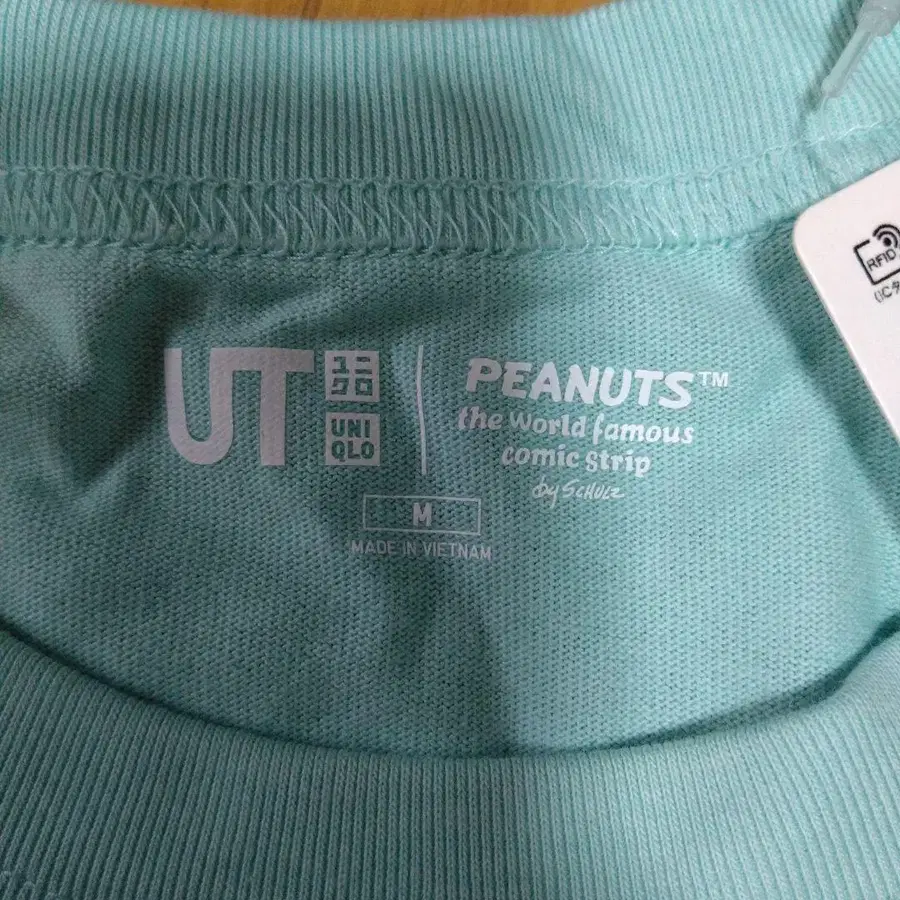 UT
ユニ
クロ
UNI
QLO
PEANUTS™
the World famous
comic strip
by SCHULZ
M
MADE IN VIETNAM
RFID